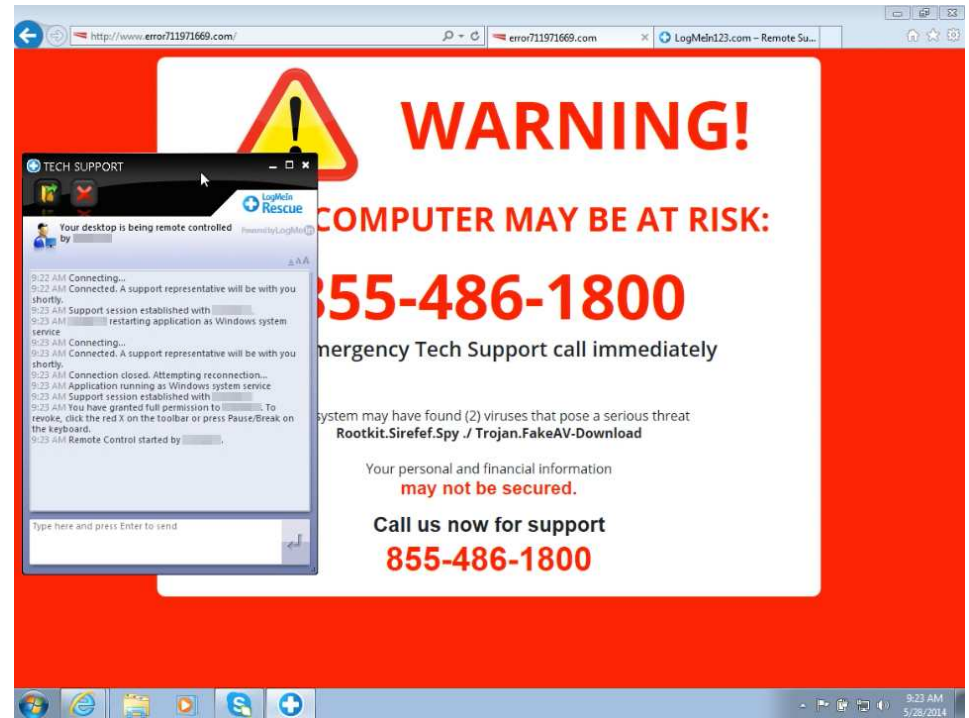 http://www.error711971669.com/
error711971669.com
LogMeIn123.com – Remote Su...
WARNING!
COMPUTER MAY BE AT RISK:
855-486-1800
mergency Tech Support call immediately
system may have found (2) viruses that pose a serious threat
Rootkit.Sirefef.Spy ./ Trojan.FakeAV-Download
Your personal and financial information
may not be secured.
Call us now for support
855-486-1800
TECH SUPPORT
LogMeIn
Rescue
Your desktop is being remote controlled
by
Powered by LogMeIn
AAA
9:22 AM Connecting...
9:22 AM Connected. A support representative will be with you
shortly.
9:23 AM Support session established with .
9:23 AM restarting application as Windows system
service
9:23 AM Connecting...
9:23 AM Connected. A support representative will be with you
shortly.
9:23 AM Connection closed. Attempting reconnection...
9:23 AM Application running as Windows system service
9:23 AM Support session established with
9:23 AM You have granted full permission to . To
revoke, click the red X on the toolbar or press Pause/Break on
the keyboard.
9:23 AM Remote Control started by .
Type here and press Enter to send
9:23 AM
5/28/2014